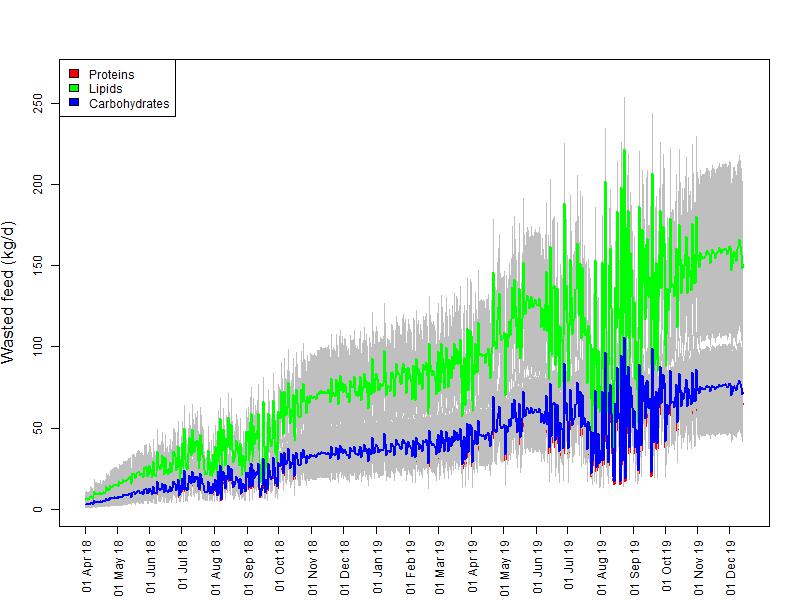 Proteins
Lipids
Carbohydrates
Wasted feed (kg/d)
250
200
150
100
50
0
01 Apr 18
01 May 18
01 Jun 18
01 Jul 18
01 Aug 18
01 Sep 18
01 Oct 18
01 Nov 18
01 Dec 18
01 Jan 19
01 Feb 19
01 Mar 19
01 Apr 19
01 May 19
01 Jun 19
01 Jul 19
01 Aug 19
01 Sep 19
01 Oct 19
01 Nov 19
01 Dec 19